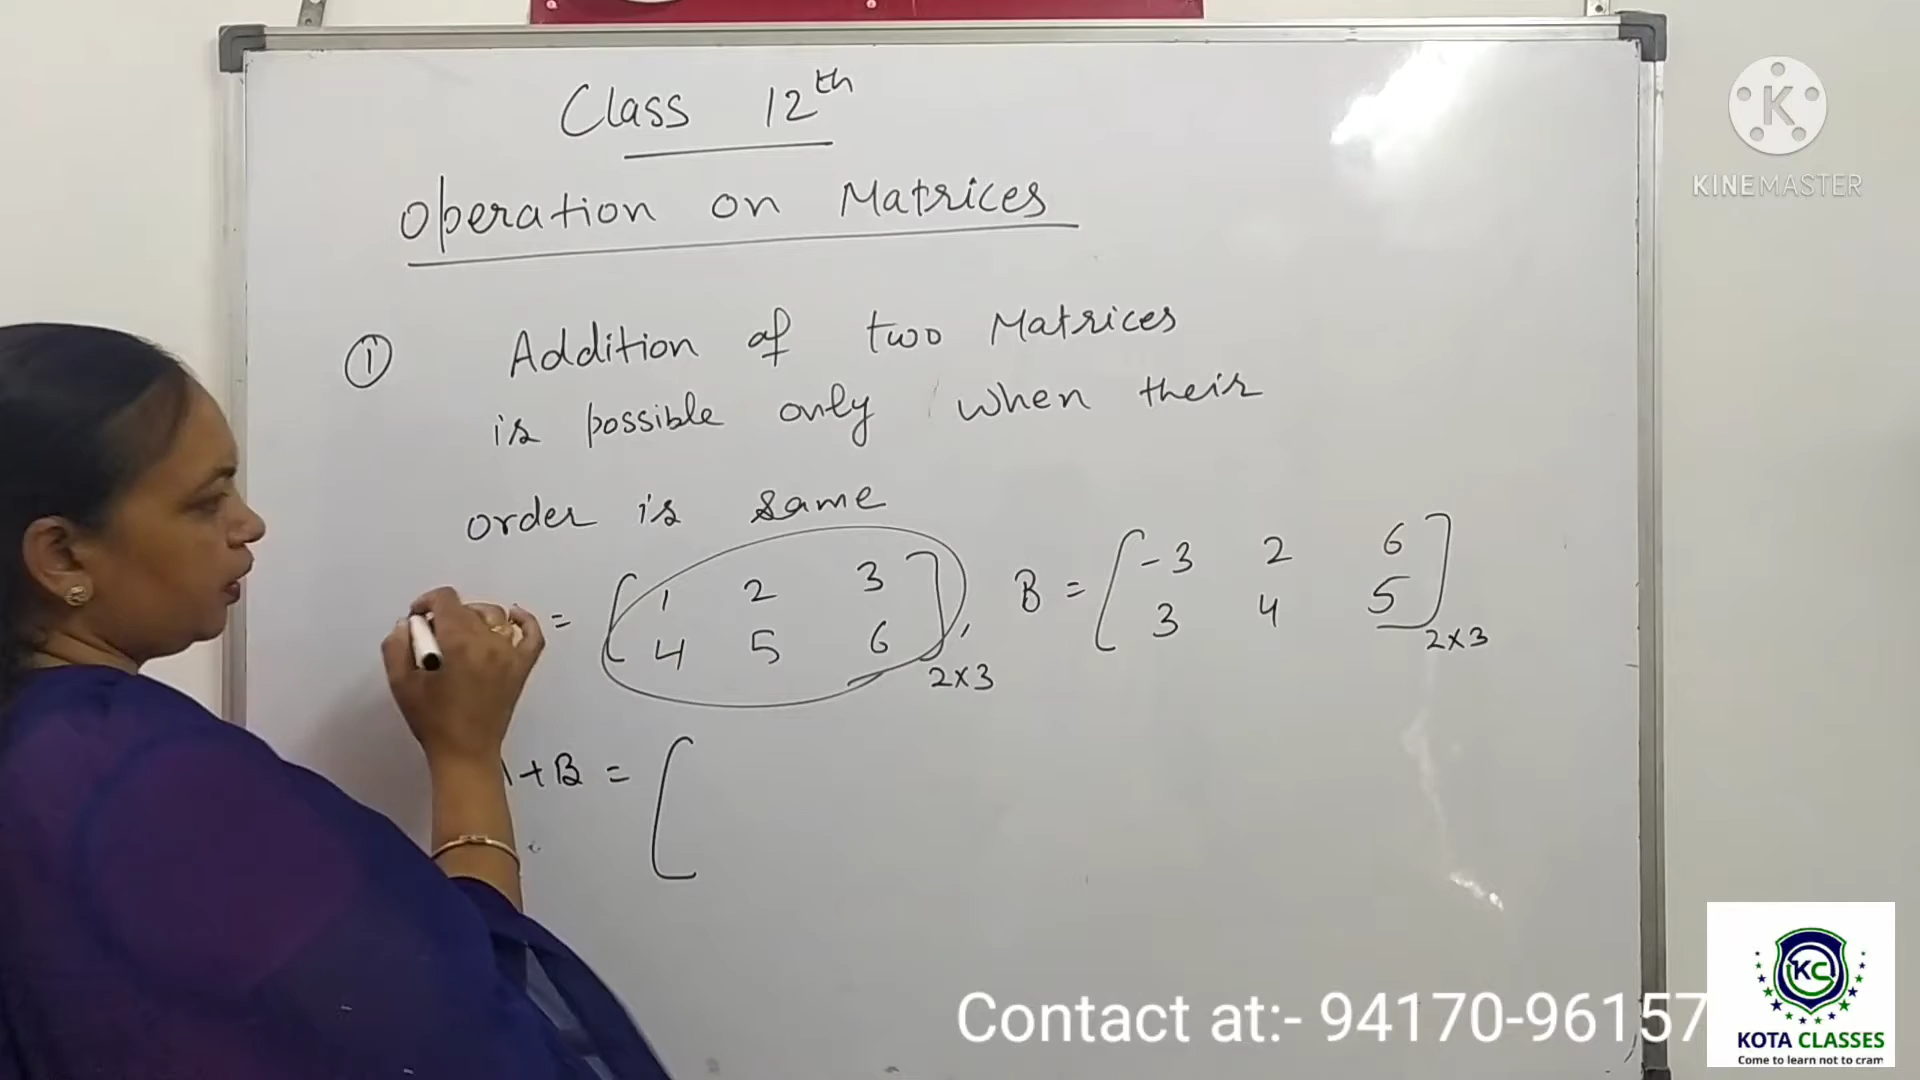 Class 12th
Operation on Matrices
① Addition of two Matrices
is possible only when their
order is same
= [ 1 2 3
4 5 6 ] 2x3 , B = [ -3 2 6
3 4 5 ] 2x3
+B = [
KINEMASTER
Contact at:- 94170-96157
KC
KOTA CLASSES
Come to learn not to cram